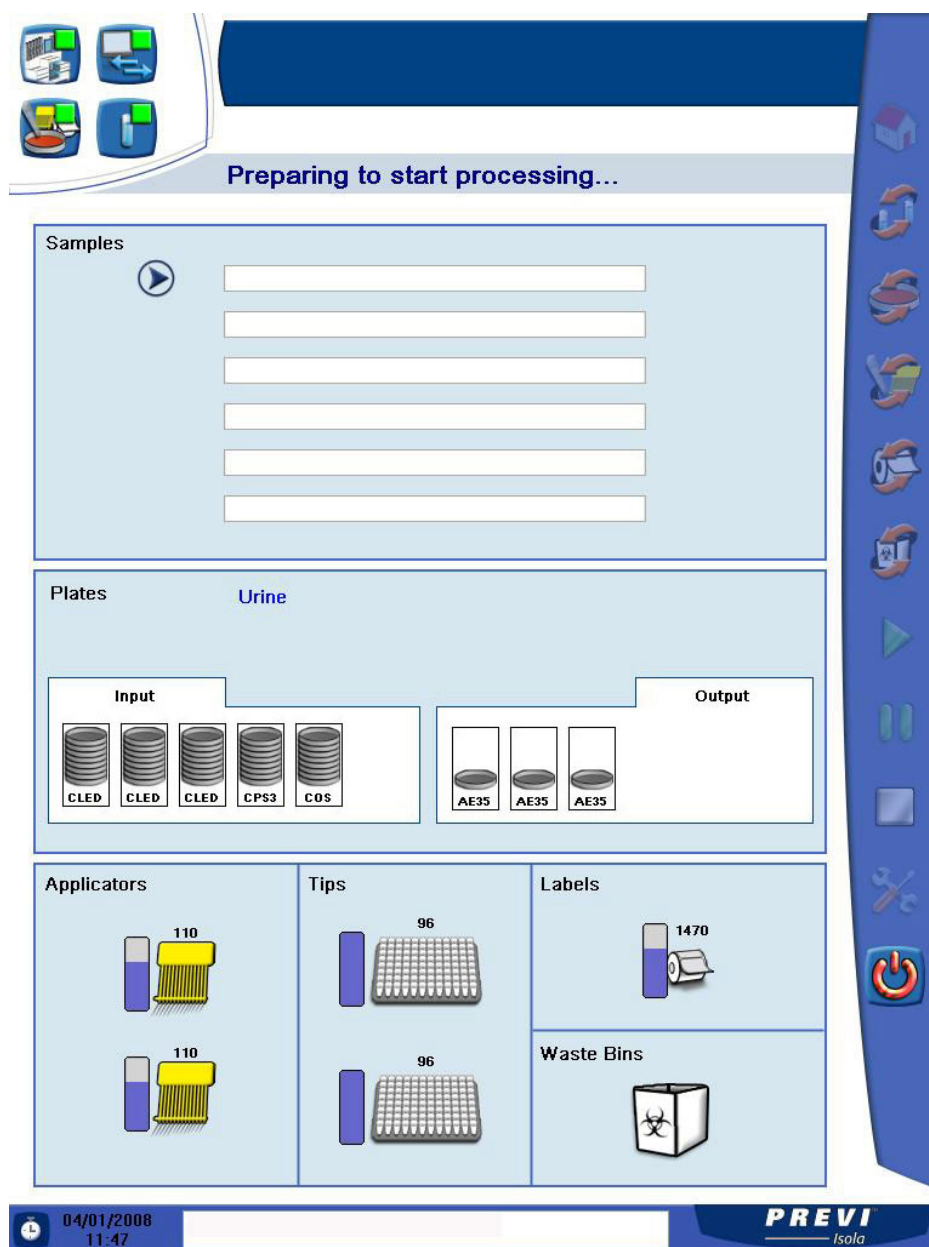 Preparing to start processing...
Samples
Plates
Urine
Input
Output
CLED CLED CLED CPS3 COS
AE35 AE35 AE35
Applicators
Tips
Labels
110
96
1470
110
96
Waste Bins
04/01/2008
11:47
PREVI™
Isola